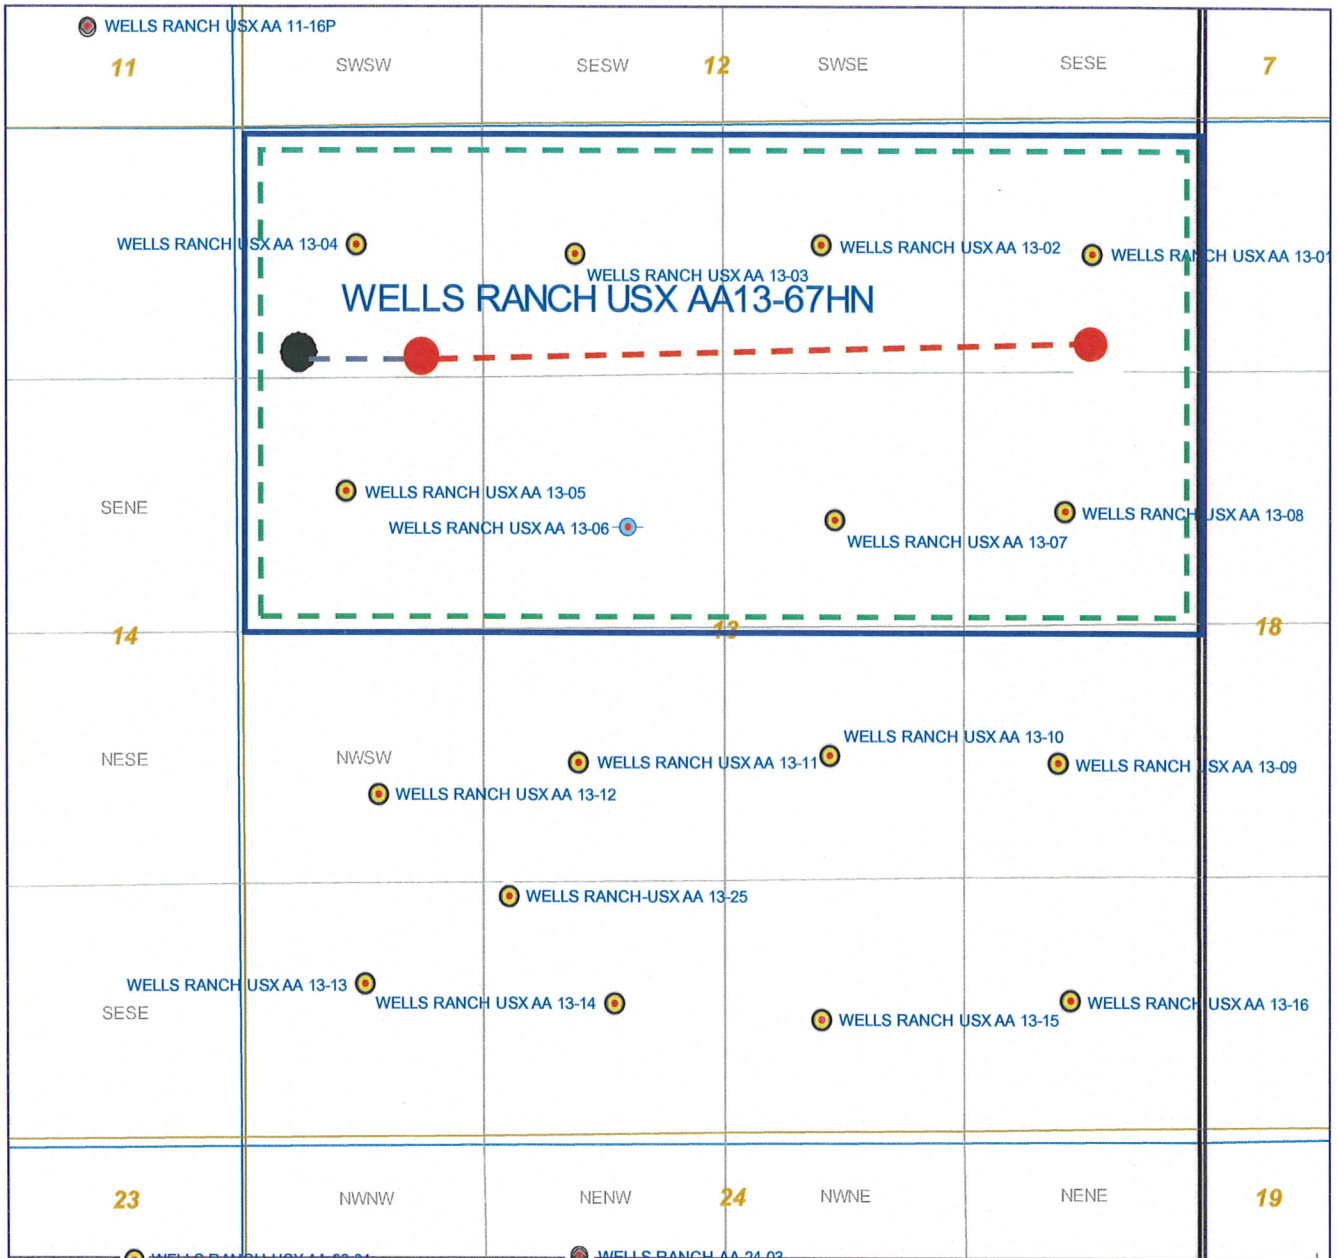 WELLS RANCH USX AA 11-16P
11 SWSW SESW 12 SWSE SESE 7
WELLS RANCH USX AA 13-04
WELLS RANCH USX AA 13-02
WELLS RANCH USX AA 13-01
WELLS RANCH USX AA 13-03
WELLS RANCH USX AA13-67HN
WELLS RANCH USX AA 13-05
SENE
WELLS RANCH USX AA 13-06
WELLS RANCH USX AA 13-08
WELLS RANCH USX AA 13-07
14 13 18
WELLS RANCH USX AA 13-10
NESE NWSW
WELLS RANCH USX AA 13-11
WELLS RANCH USX AA 13-09
WELLS RANCH USX AA 13-12
WELLS RANCH-USX AA 13-25
WELLS RANCH USX AA 13-13
WELLS RANCH USX AA 13-14
WELLS RANCH USX AA 13-16
SESE
WELLS RANCH USX AA 13-15
23 NWNW NENW 24 NWNE NENE 19
WELLS RANCH AA 24-03